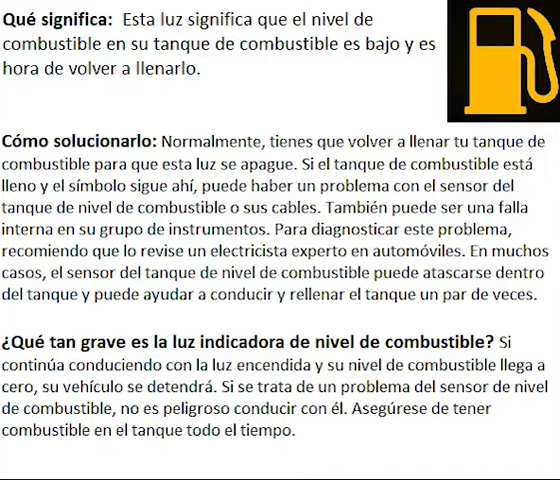 Qué significa: Esta luz significa que el nivel de
combustible en su tanque de combustible es bajo y es
hora de volver a llenarlo.
Cómo solucionarlo: Normalmente, tienes que volver a llenar tu tanque de
combustible para que esta luz se apague. Si el tanque de combustible está
lleno y el símbolo sigue ahí, puede haber un problema con el sensor del
tanque de nivel de combustible o sus cables. También puede ser una falla
interna en su grupo de instrumentos. Para diagnosticar este problema,
recomiendo que lo revise un electricista experto en automóviles. En muchos
casos, el sensor del tanque de nivel de combustible puede atascarse dentro
del tanque y puede ayudar a conducir y rellenar el tanque un par de veces.
¿Qué tan grave es la luz indicadora de nivel de combustible? Si
continúa conduciendo con la luz encendida y su nivel de combustible llega a
cero, su vehículo se detendrá. Si se trata de un problema del sensor de nivel
de combustible, no es peligroso conducir con él. Asegúrese de tener
combustible en el tanque todo el tiempo.